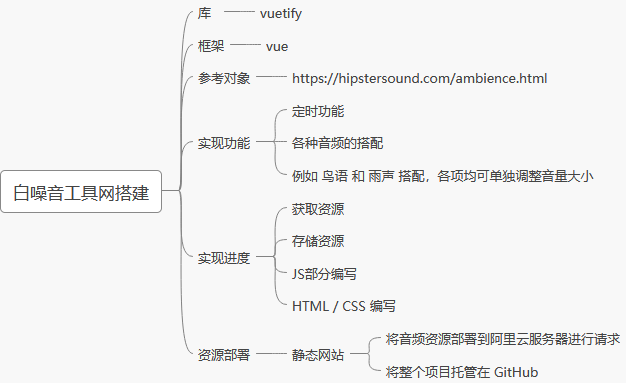 白噪音工具网搭建
库
vuetify
框架
vue
参考对象
https://hipstersound.com/ambience.html
实现功能
定时功能
各种音频的搭配
例如 鸟语 和 雨声 搭配，各项均可单独调整音量大小
实现进度
获取资源
存储资源
JS部分编写
HTML / CSS 编写
资源部署
静态网站
将音频资源部署到阿里云服务器进行请求
将整个项目托管在 GitHub